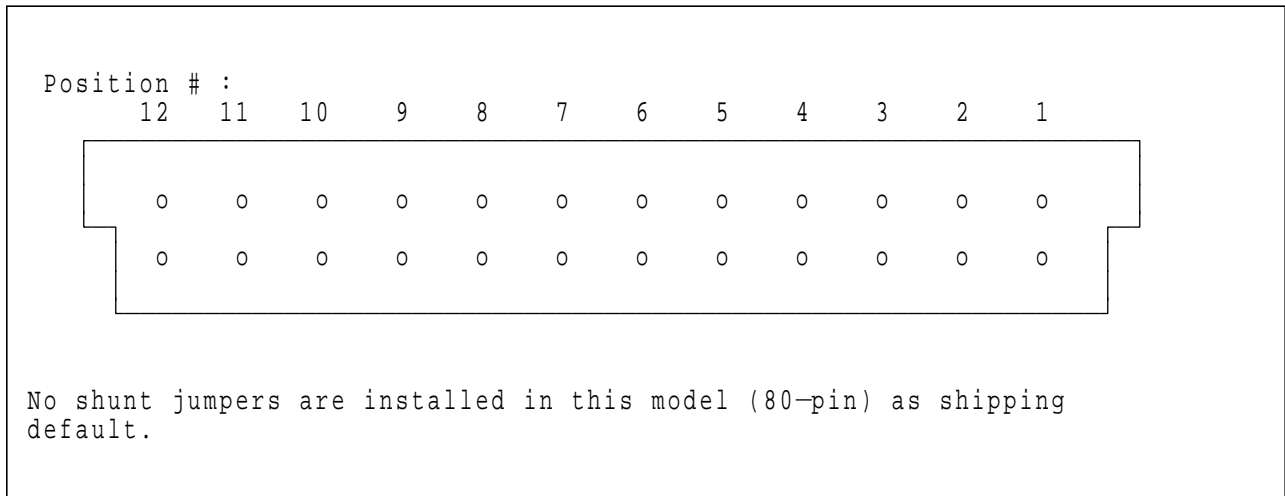 Position # :
12 11 10 9 8 7 6 5 4 3 2 1
o o o o o o o o o o o o
o o o o o o o o o o o o
No shunt jumpers are installed in this model (80—pin) as shipping
default.